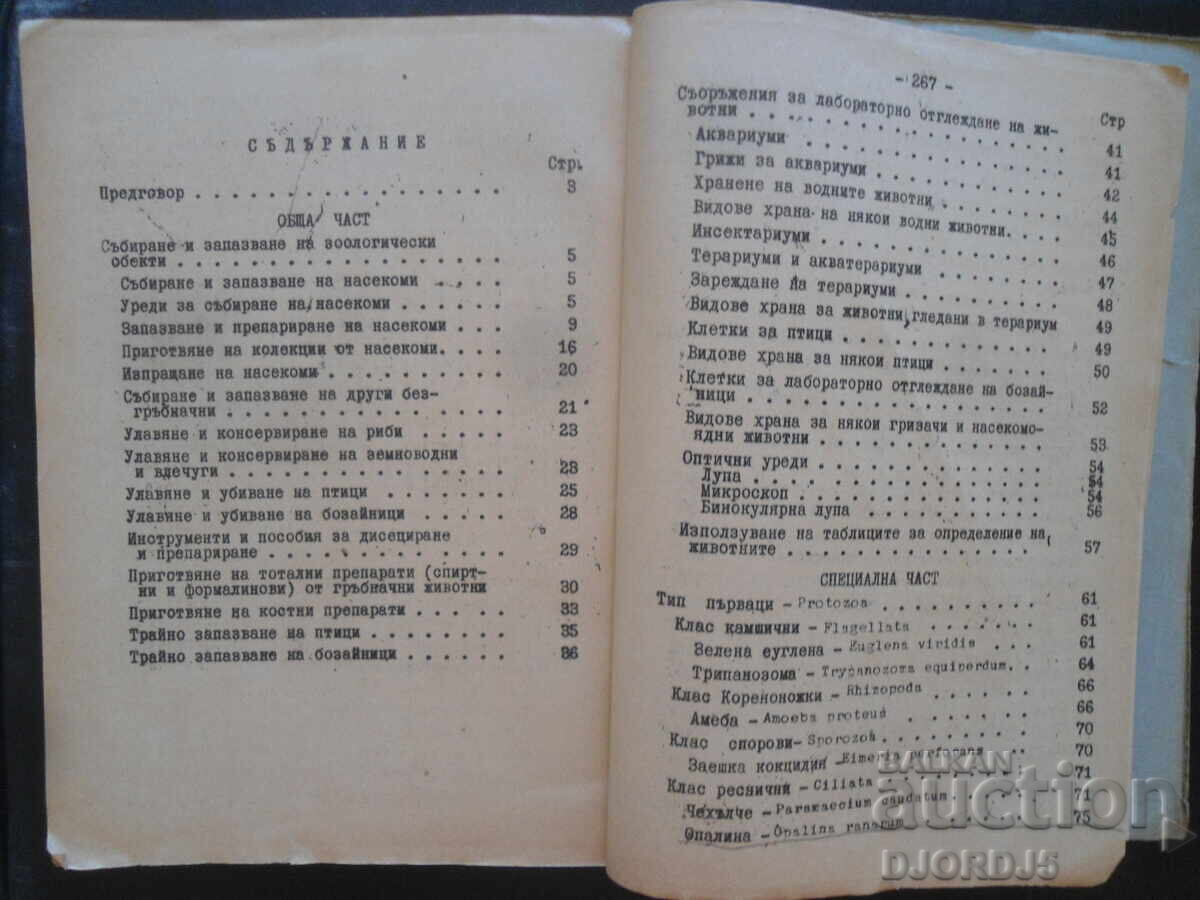 СЪДЪРЖАНИЕ
Стр.
Предговор . . . . . . . . . . . . . . . . 3
ОБЩА ЧАСТ
Събиране и запазване на зоологически
обекти . . . . . . . . . . . . . . . . . 5
Събиране и запазване на насекоми . . . . 5
Уреди за събиране на насекоми . . . . . 5
Запазване и препариране на насекоми . . . 9
Приготвяне на колекции от насекоми. . . . 16
Изпращане на насекоми . . . . . . . . . 20
Събиране и запазване на други без-
гръбначни . . . . . . . . . . . . . . 21
Улавяне и консервиране на риби . . . . . 23
Улавяне и консервиране на земноводни
и влечуги . . . . . . . . . . . . . . 23
Улавяне и убиване на птици . . . . . . . 25
Улавяне и убиване на бозайници . . . . . 28
Инструменти и пособия за дисециране
и препариране . . . . . . . . . . . . 29
Приготвяне на тотални препарати (спирт-
ни и формалинови) от гръбначни животни 30
Приготвяне на костни препарати . . . . . 33
Трайно запазване на птици . . . . . . . 35
Трайно запазване на бозайници . . . . . . 36
- 267 -
Стр
Съоръжения за лабораторно отглеждане на жи-
вотни . . . . . . . . . . . . . . . . 41
Аквариуми . . . . . . . . . . . . . . 41
Грижи за аквариуми . . . . . . . . . . 42
Хранене на водните животни . . . . . . 44
Видове храна на някои водни животни. . . . 45
Инсектариуми . . . . . . . . . . . . . 46
Терариуми и акватерариуми . . . . . . . 47
Зареждане на терариуми . . . . . . . . 48
Видове храна за животни, гледани в терариум 49
Клетки за птици . . . . . . . . . . . . 49
Видове храна за някои птици . . . . . . 50
Клетки за лабораторно отглеждане на бозай-
ници . . . . . . . . . . . . . . . . 52
Видове храна за някои гризачи и насекомо-
ядни животни . . . . . . . . . . . . . 53
Оптични уреди . . . . . . . . . . . . . 54
Лупа . . . . . . . . . . . . . . . . 54
Микроскоп . . . . . . . . . . . . . . 54
Бинокулярна лупа . . . . . . . . . . . 56
Използуване на таблиците за определение на
животните . . . . . . . . . . . . . . 57
СПЕЦИАЛНА ЧАСТ
Тип първаци - Protozoa . . . . . . . . . . 61
Клас камшични - Flagellata . . . . . . . 61
Зелена еуглена - Euglena viridis . . . . 61
Трипанозома - Trypanozoma equiperdum. . 64
Клас Кореноножки - Rhizopoda . . . . . . 66
Амеба - Amoeba proteus . . . . . . . . 66
Клас спорови- Sporozoa . . . . . . . . . 70
Заешка кокцидия - Eimeria perforans . . 70
Клас реснични - Ciliata . . . . . . . . . 71
Чехълче - Paramaecium caudatum. . . . . 71
Опалина - Opalina ranarum . . . . . . . 75
BALKAN
auction
DJORDJ5